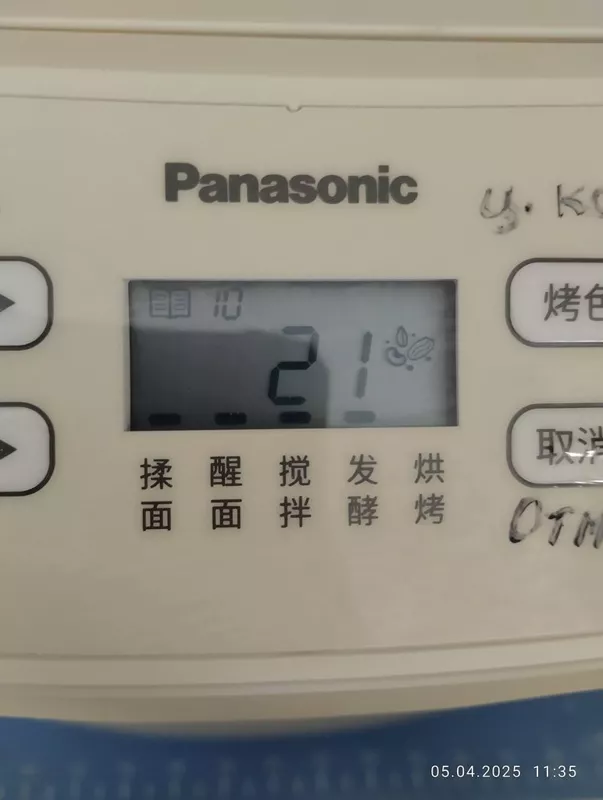 Panasonic
ц. ко
10
21
烤色
取消
揉面 醒面 搅拌 发酵 烘烤
Отм
05.04.2025 11:35